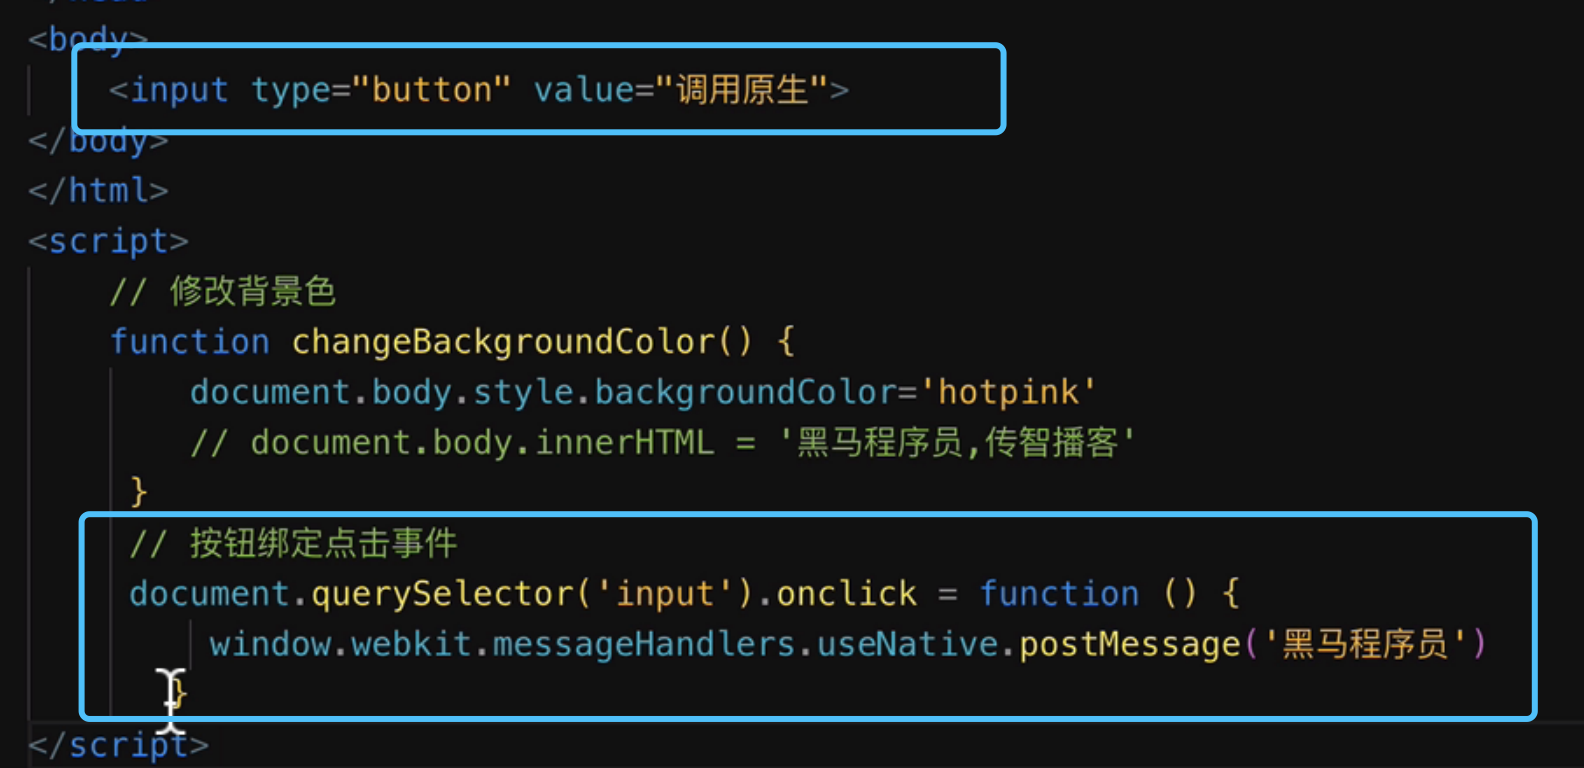 </head>
<body>
<input type="button" value="调用原生">
</body>
</html>
<script>
// 修改背景色
function changeBackgroundColor() {
document.body.style.backgroundColor='hotpink'
// document.body.innerHTML = '黑马程序员,传智播客'
}
// 按钮绑定点击事件
document.querySelector('input').onclick = function () {
window.webkit.messageHandlers.useNative.postMessage('黑马程序员')
}
</script>